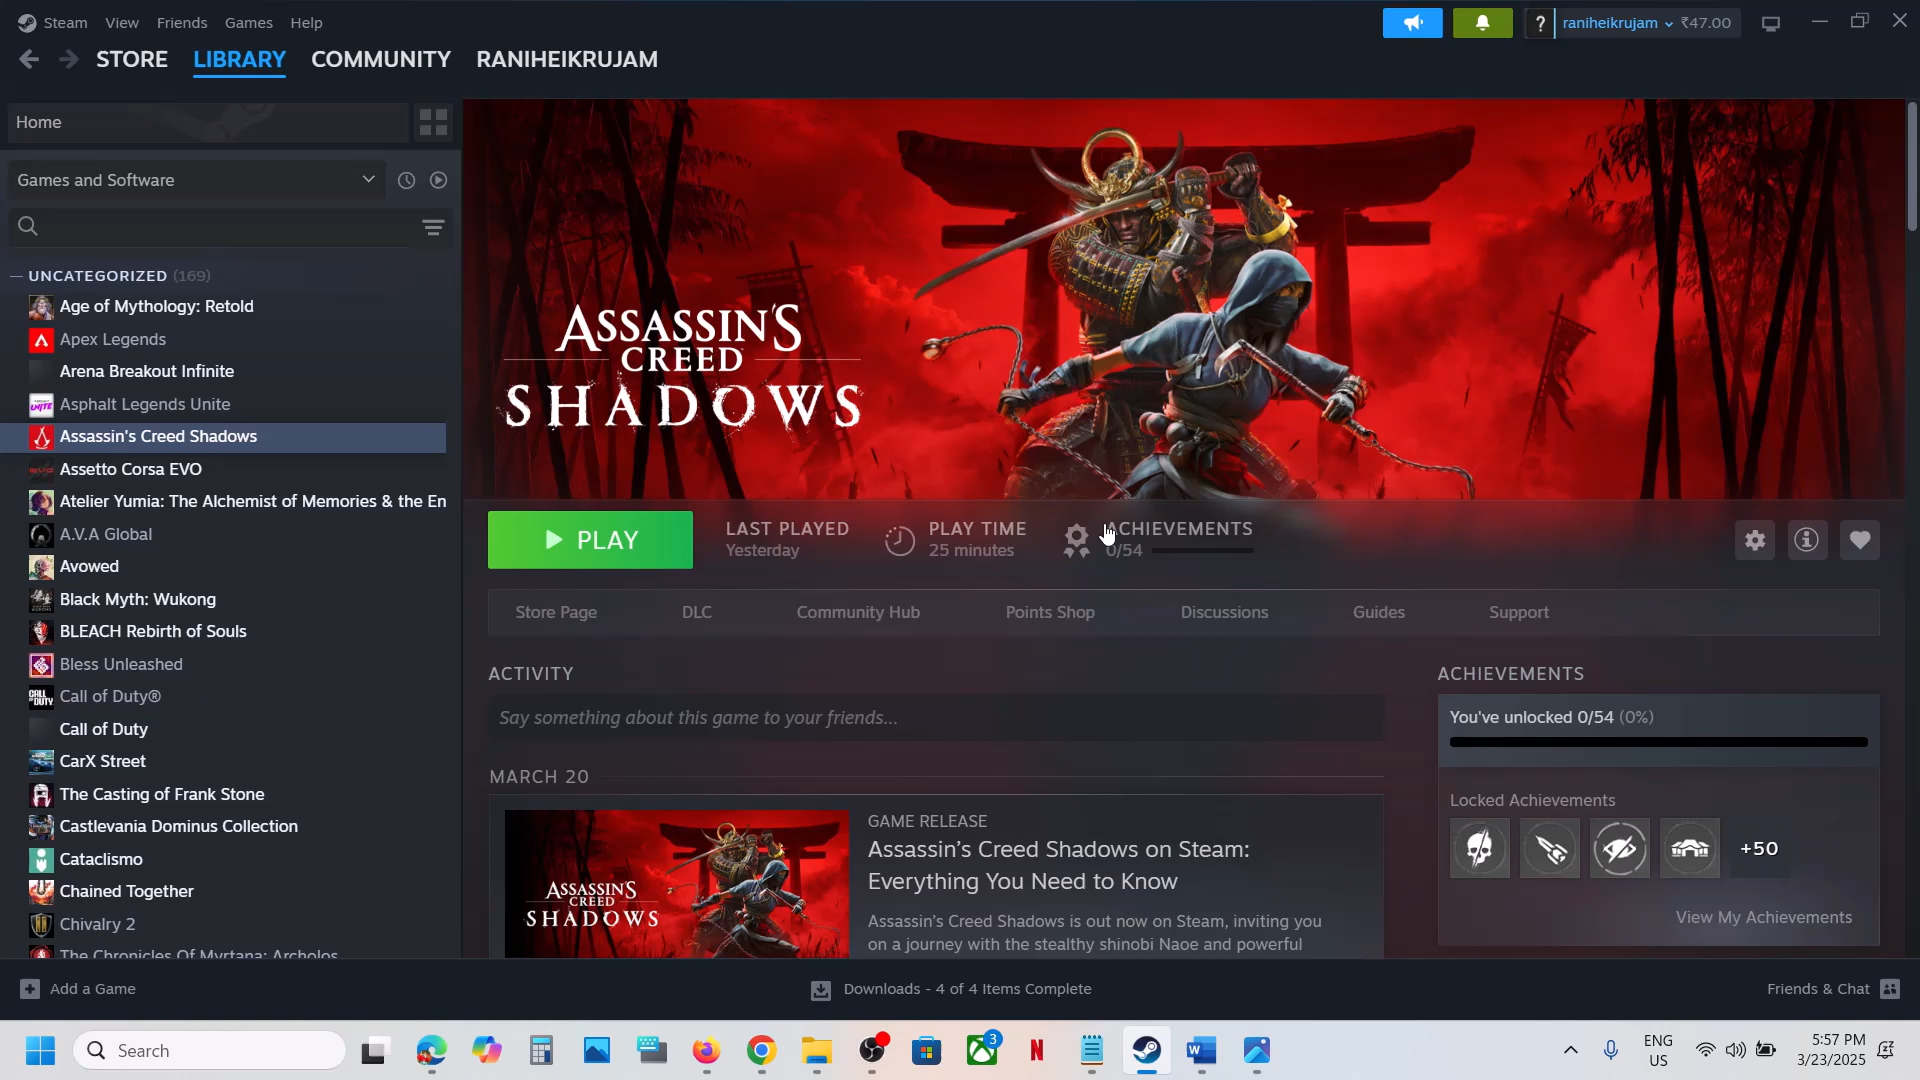 Steam View Friends Games Help
? raniheikrujam ₹47.00
STORE LIBRARY COMMUNITY RANIHEIKRUJAM
Home
Games and Software
— UNCATEGORIZED (169)
Age of Mythology: Retold
Apex Legends
Arena Breakout Infinite
Asphalt Legends Unite
Assassin's Creed Shadows
Assetto Corsa EVO
Atelier Yumia: The Alchemist of Memories & the En
A.V.A Global
Avowed
Black Myth: Wukong
BLEACH Rebirth of Souls
Bless Unleashed
Call of Duty®
Call of Duty
CarX Street
The Casting of Frank Stone
Castlevania Dominus Collection
Cataclismo
Chained Together
Chivalry 2
The Chronicles Of Myrtana: Archolos
ASSASSIN'S
CREED
SHADOWS
PLAY
LAST PLAYED
Yesterday
PLAY TIME
25 minutes
ACHIEVEMENTS
0/54
Store Page DLC Community Hub Points Shop Discussions Guides Support
ACTIVITY
Say something about this game to your friends...
MARCH 20
ASSASSIN'S
CREED
SHADOWS
GAME RELEASE
Assassin's Creed Shadows on Steam:
Everything You Need to Know
Assassin's Creed Shadows is out now on Steam, inviting you
on a journey with the stealthy shinobi Naoe and powerful
ACHIEVEMENTS
You've unlocked 0/54 (0%)
Locked Achievements
+50
View My Achievements
Add a Game
Downloads - 4 of 4 Items Complete
Friends & Chat
Search
3
ENG
US
5:57 PM
3/23/2025